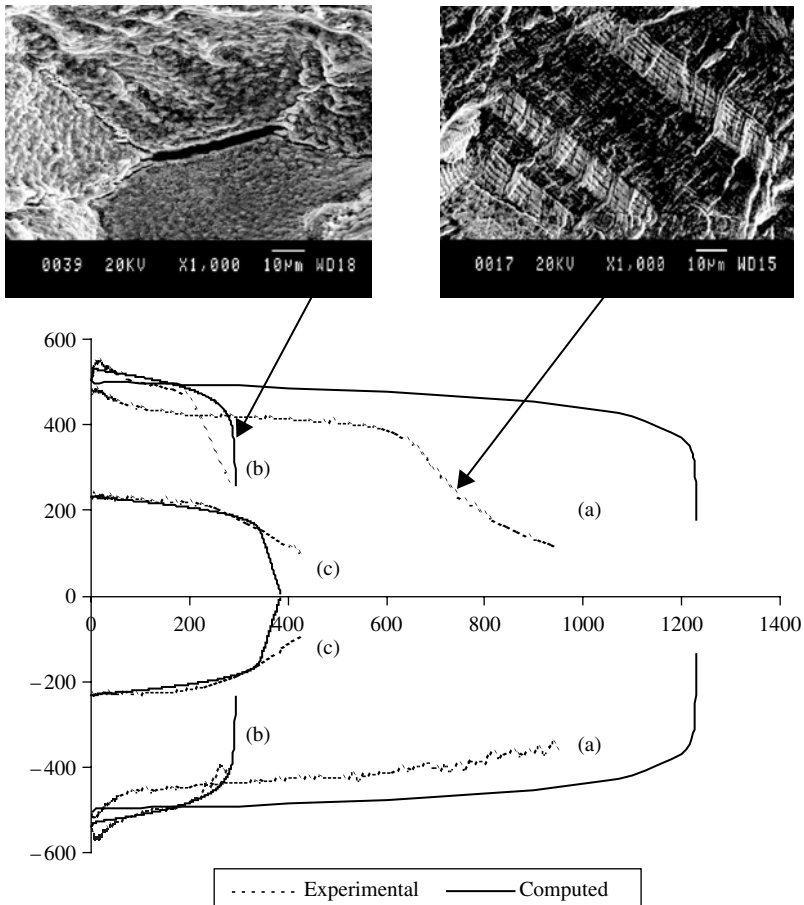 0039 20KV X1,000 10µm WD18
0017 20KV X1,000 10µm WD15
600
400
200
0
−200
−400
−600
0 200 400 600 800 1000 1200 1400
(b)
(a)
(c)
(c)
(b)
(a)
Experimental Computed